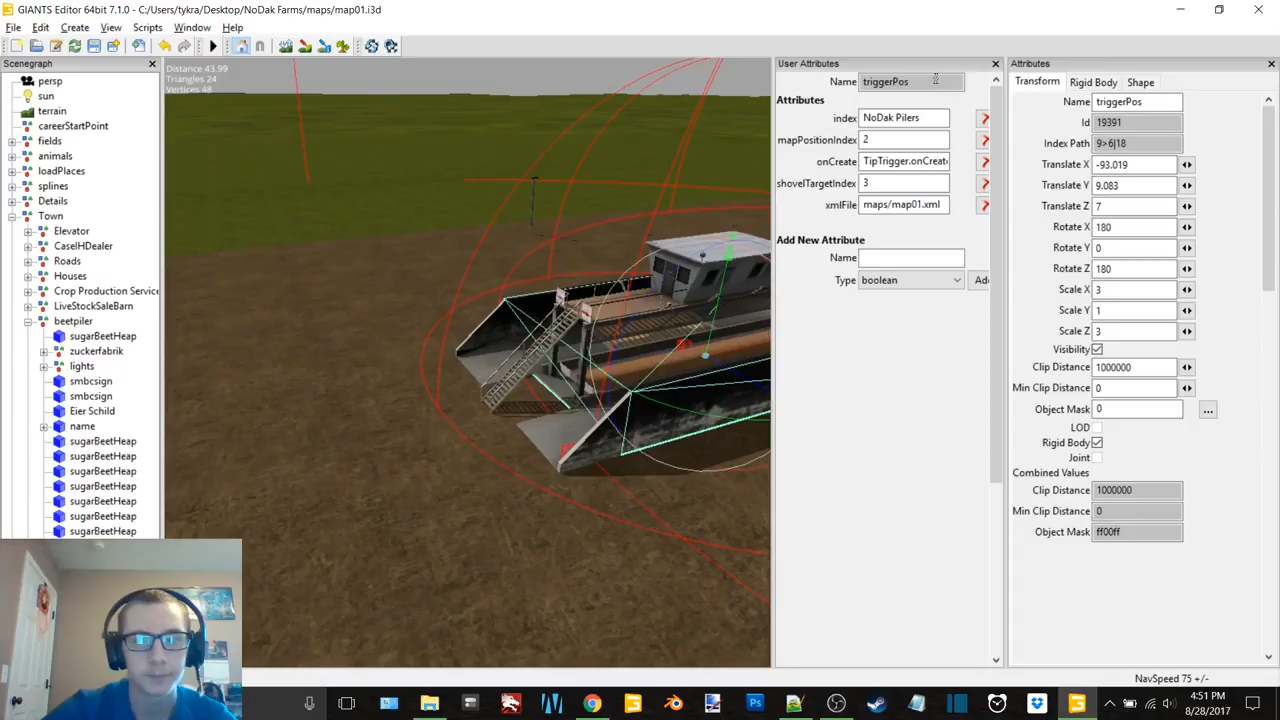 GIANTS Editor 64bit 7.1.0 - C:/Users/tykra/Desktop/NoDak Farms/maps/map01.i3d
File Edit Create View Scripts Window Help
Scenegraph
persp
sun
terrain
careerStartPoint
fields
animals
loadPlaces
splines
Details
Town
Elevator
CaseIHDealer
Roads
Houses
Crop Production Service
LiveStockSaleBarn
beetpiler
sugarBeetHeap
zuckerfabrik
lights
smbcsign
smbcsign
Eier Schild
name
sugarBeetHeap
sugarBeetHeap
sugarBeetHeap
sugarBeetHeap
sugarBeetHeap
sugarBeetHeap
sugarBeetHeap
Distance 43.99
Triangles 24
Vertices 48
User Attributes
Name triggerPos
Attributes
index NoDak Pilers
mapPositionIndex 2
onCreate TipTrigger.onCreate
shovelTargetIndex 3
xmlFile maps/map01.xml
Add New Attribute
Name
Type boolean Add
Attributes
Transform Rigid Body Shape
Name triggerPos
Id 19391
Index Path 9>6|18
Translate X -93.019
Translate Y 9.083
Translate Z 7
Rotate X 180
Rotate Y 0
Rotate Z 180
Scale X 3
Scale Y 1
Scale Z 3
Visibility
Clip Distance 1000000
Min Clip Distance 0
Object Mask 0 ...
LOD
Rigid Body
Joint
Combined Values
Clip Distance 1000000
Min Clip Distance 0
Object Mask ff00ff
NavSpeed 75 +/-
4:51 PM
8/28/2017